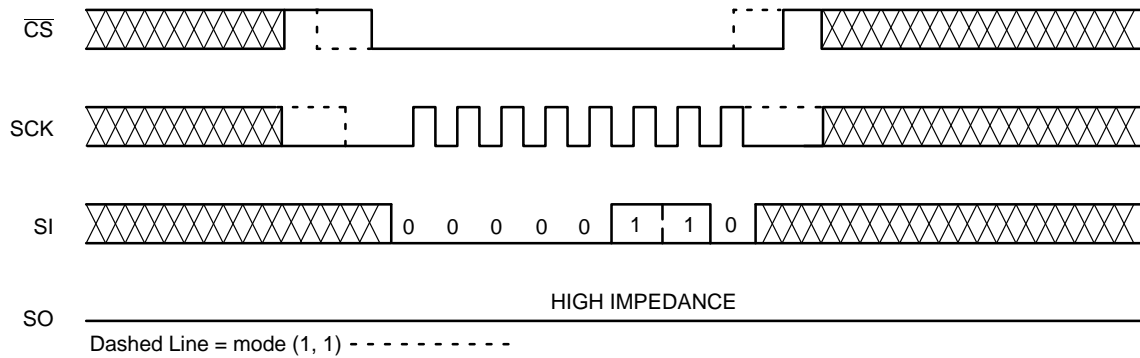 CS
SCK
SI
0 0 0 0 0 1 1 0
HIGH IMPEDANCE
SO
Dashed Line = mode (1, 1)